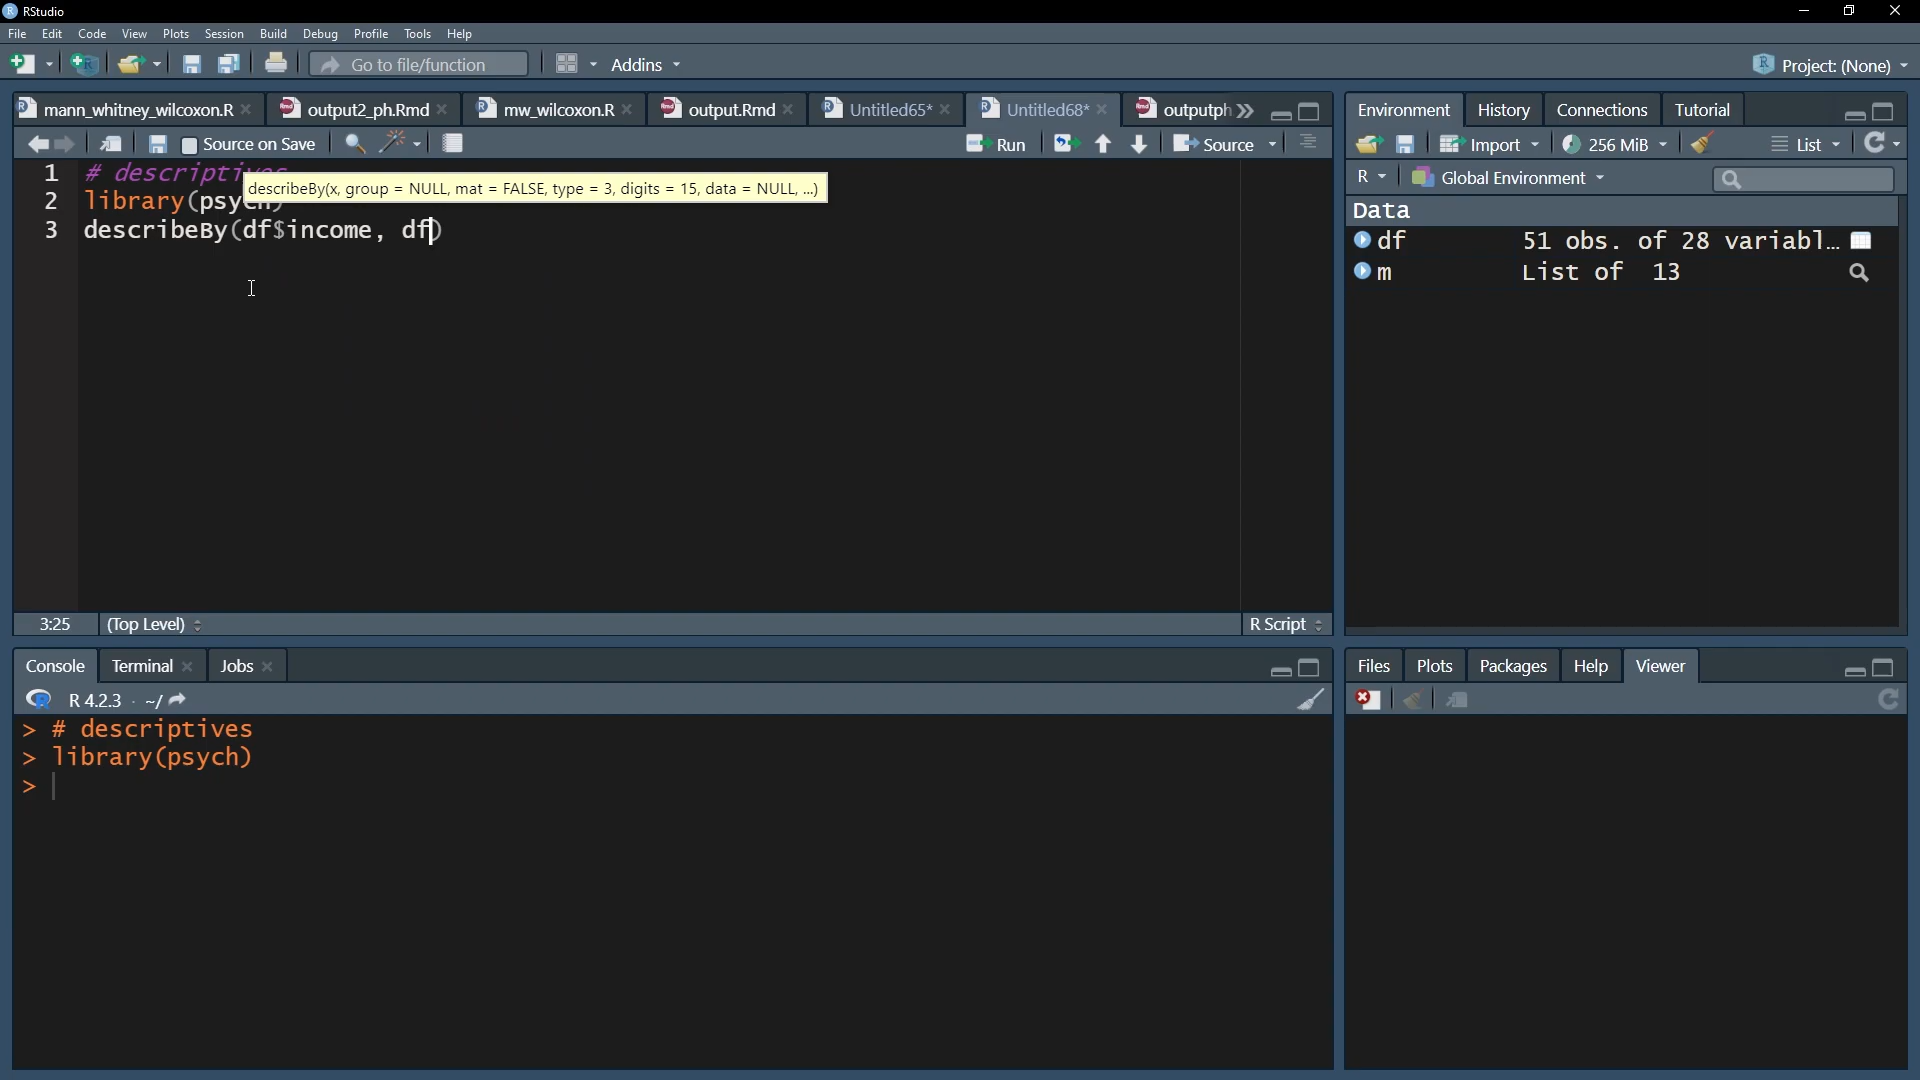 RStudio
File Edit Code View Plots Session Build Debug Profile Tools Help
Go to file/function Addins Project: (None)
mann_whitney_wilcoxon.R output2_ph.Rmd mw_wilcoxon.R output.Rmd Untitled65* Untitled68* outputph
Source on Save Run Source
1 # descriptives
describeBy(x, group = NULL, mat = FALSE, type = 3, digits = 15, data = NULL, ...)
2 library(psych)
3 describeBy(df$income, df)
3:25 (Top Level) R Script
Console Terminal Jobs
R 4.2.3 · ~/
> # descriptives
> library(psych)
>
Environment History Connections Tutorial
Import 256 MiB List
R Global Environment
Data
df 51 obs. of 28 variabl…
m List of 13
Files Plots Packages Help Viewer